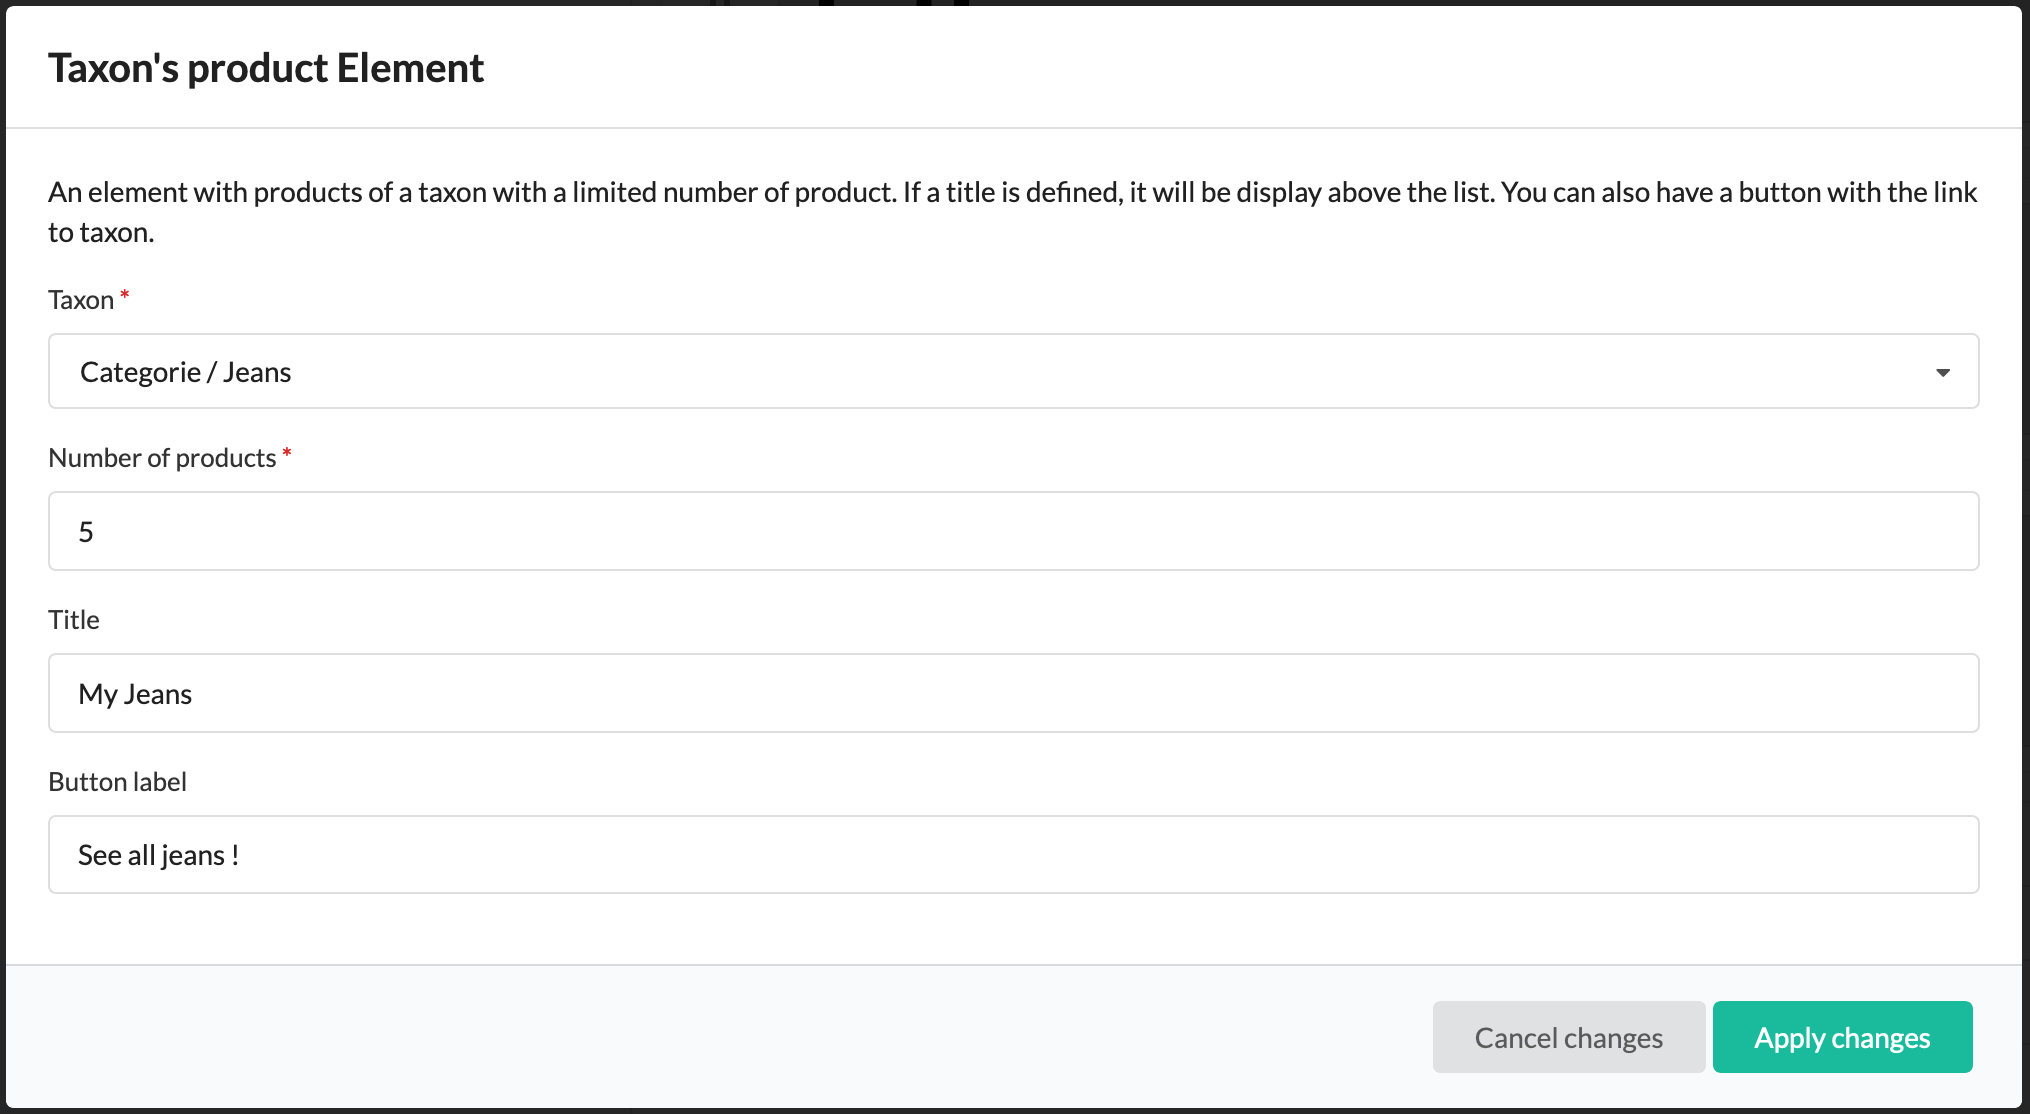 Taxon's product Element
An element with products of a taxon with a limited number of product. If a title is defined, it will be display above the list. You can also have a button with the link
to taxon.
Taxon *
Categorie / Jeans
Number of products *
5
Title
My Jeans
Button label
See all jeans !
Cancel changes
Apply changes